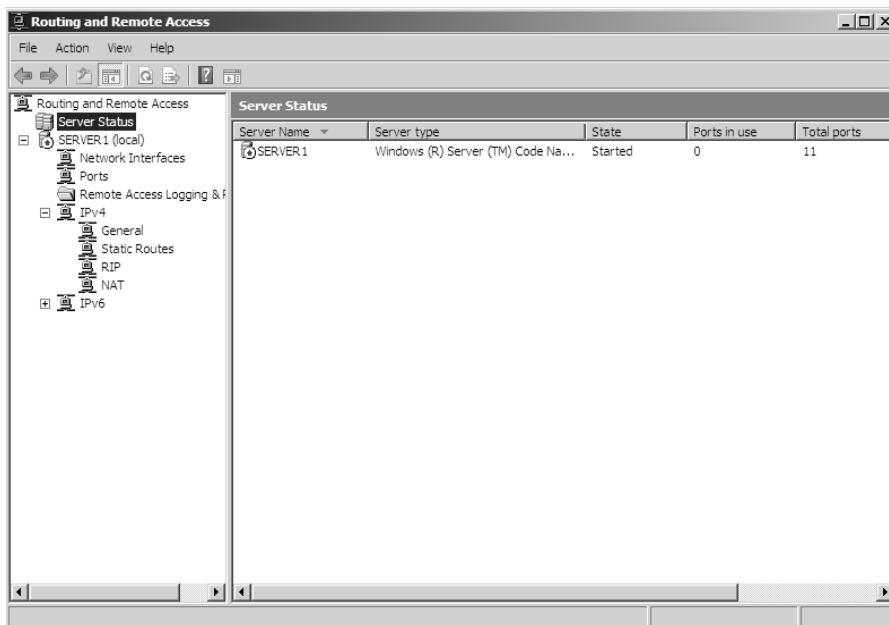 Routing and Remote Access
File Action View Help
Routing and Remote Access
Server Status
SERVER1 (local)
Network Interfaces
Ports
Remote Access Logging &
IPv4
General
Static Routes
RIP
NAT
IPv6
Server Status
Server Name Server type State Ports in use Total ports
SERVER1 Windows (R) Server (TM) Code Na... Started 0 11